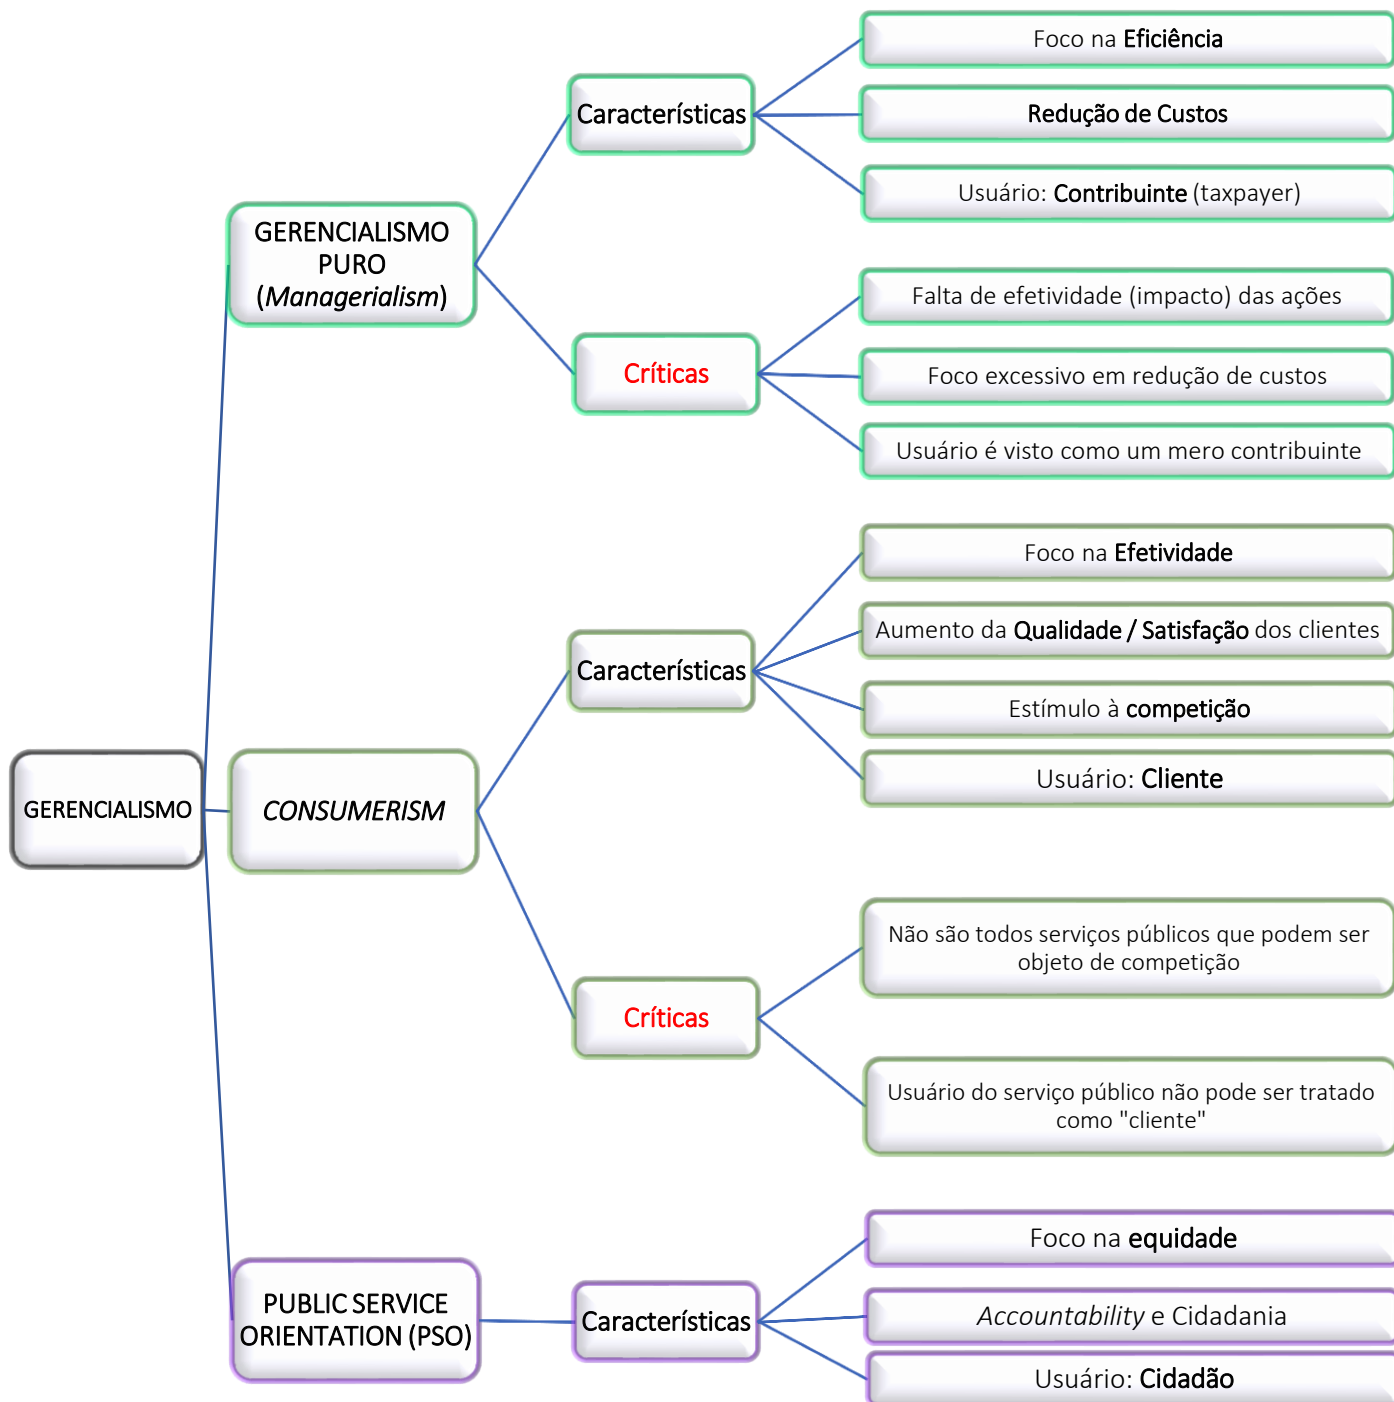 GERENCIALISMO
GERENCIALISMO
PURO
(Managerialism)
Características
Foco na Eficiência
Redução de Custos
Usuário: Contribuinte (taxpayer)
Críticas
Falta de efetividade (impacto) das ações
Foco excessivo em redução de custos
Usuário é visto como um mero contribuinte
CONSUMERISM
Características
Foco na Efetividade
Aumento da Qualidade / Satisfação dos clientes
Estímulo à competição
Usuário: Cliente
Críticas
Não são todos serviços públicos que podem ser
objeto de competição
Usuário do serviço público não pode ser tratado
como "cliente"
PUBLIC SERVICE
ORIENTATION (PSO)
Características
Foco na equidade
Accountability e Cidadania
Usuário: Cidadão